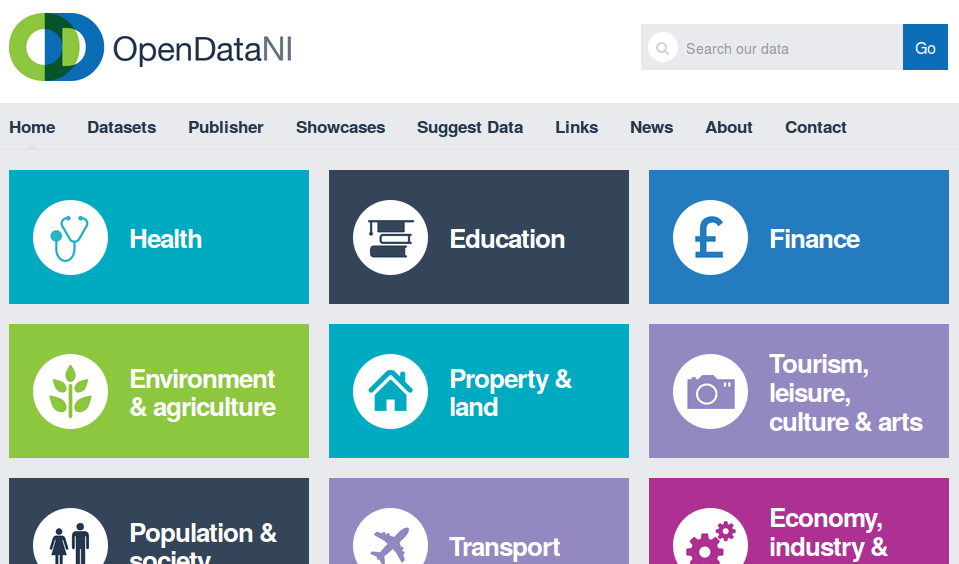 OpenDataNI
Search our data
Go
Home Datasets Publisher Showcases Suggest Data Links News About Contact
Health
Education
Finance
Environment
& agriculture
Property &
land
Tourism,
leisure,
culture & arts
Population &
society
Transport
Economy,
industry &